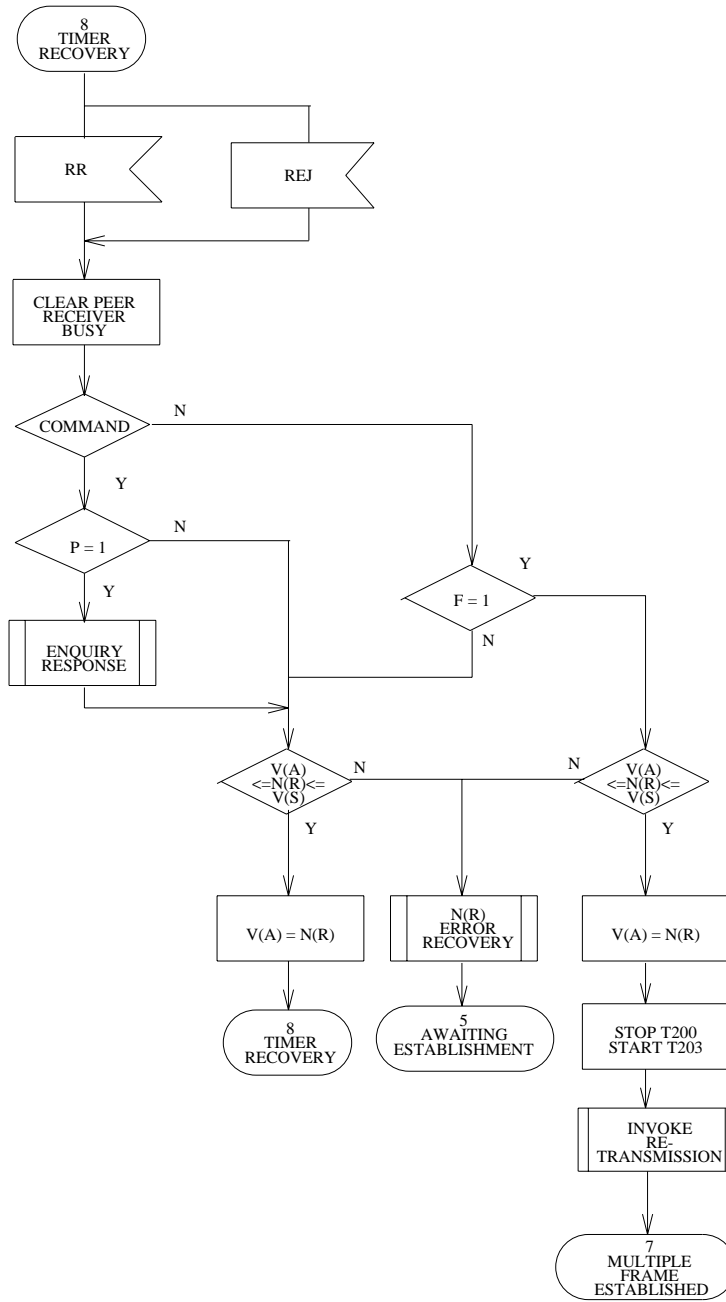 8
TIMER
RECOVERY
RR
REJ
CLEAR PEER
RECEIVER
BUSY
COMMAND
N
Y
P = 1
N
Y
F = 1
Y
N
ENQUIRY
RESPONSE
V(A)
<=N(R)<=
V(S)
N
Y
N
V(A)
<=N(R)<=
V(S)
Y
V(A) = N(R)
N(R)
ERROR
RECOVERY
V(A) = N(R)
8
TIMER
RECOVERY
5
AWAITING
ESTABLISHMENT
STOP T200
START T203
INVOKE
RE-
TRANSMISSION
7
MULTIPLE
FRAME
ESTABLISHED